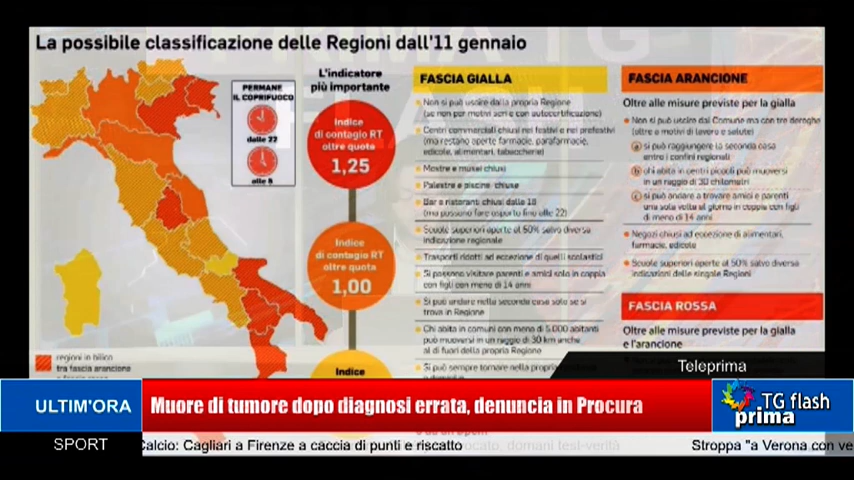 La possibile classificazione delle Regioni dall'11 gennaio
PERMANE
IL COPRIFUOCO
dalle 22
alle 5
L'indicatore
più importante
Indice
di contagio RT
oltre quota
1,25
Indice
di contagio RT
oltre quota
1,00
INDICE
regioni in bilico
tra fascia arancione
FASCIA GIALLA
Non si può uscire dalla propria Regione
(se non per motivi seri e con autocertificazione)
Centri commerciali chiusi nei festivi e nei prefestivi
(ma restano aperte farmacie, parafarmacie,
edicole, alimentari, tabaccherie)
Mostre e musei chiusi
Palestre e piscine chiuse
Bar e ristoranti chiusi dalle 18
(ma possono fare asporto fino alle 22)
Scuole superiori aperte al 50% salvo diversa
indicazione regionale
Trasporti ridotti ad eccezione di quelli scolastici
Si possono visitare parenti e amici solo in coppia
con figli con meno di 14 anni
Si può andare nella seconda casa solo se si
trova in Regione
Chi abita in comuni con meno di 5.000 abitanti
può muoversi in un raggio di 30 km anche
al di fuori della propria Regione
Si può sempre tornare nella propria
FASCIA ARANCIONE
Oltre alle misure previste per la gialla
Non si può uscire dal Comune ma con tre deroghe
(oltre a motivi di lavoro e salute)
a si può raggiungere la seconda casa
entro i confini regionali
b chi abita in centri piccoli può muoversi
in un raggio di 30 chilometri
c si può andare a trovare amici e parenti
una sola volta al giorno in coppia con figli
di meno di 14 anni
Negozi chiusi ad eccezione di alimentari,
farmacie, edicole
Scuole superiori aperte al 50% salvo diversa
indicazioni delle singole Regioni
FASCIA ROSSA
Oltre alle misure previste per la gialla
e l'arancione
Teleprima
ULTIM'ORA
Muore di tumore dopo diagnosi errata, denuncia in Procura
TG flash
prima
SPORT
Calcio: Cagliari a Firenze a caccia di punti e riscatto
Stroppa "a Verona con ve